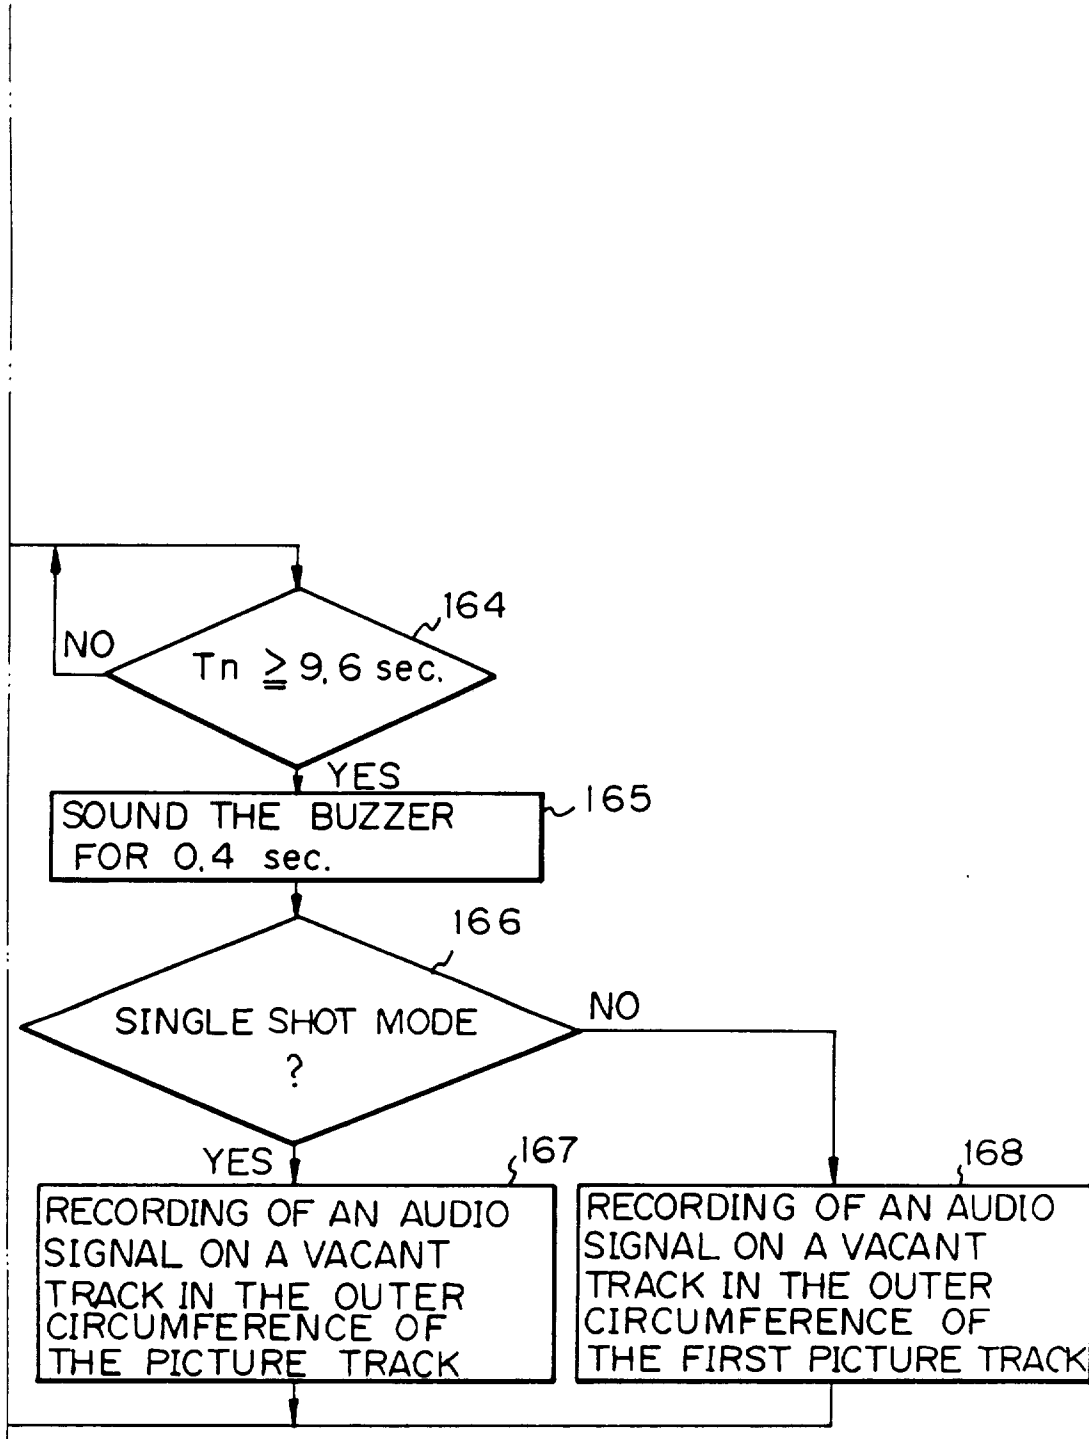 164
NO
Tn ≧ 9.6 sec.
YES
165
SOUND THE BUZZER
FOR 0.4 sec.
166
SINGLE SHOT MODE
?
NO
YES
167
RECORDING OF AN AUDIO
SIGNAL ON A VACANT
TRACK IN THE OUTER
CIRCUMFERENCE OF
THE PICTURE TRACK
168
RECORDING OF AN AUDIO
SIGNAL ON A VACANT
TRACK IN THE OUTER
CIRCUMFERENCE OF
THE FIRST PICTURE TRACK